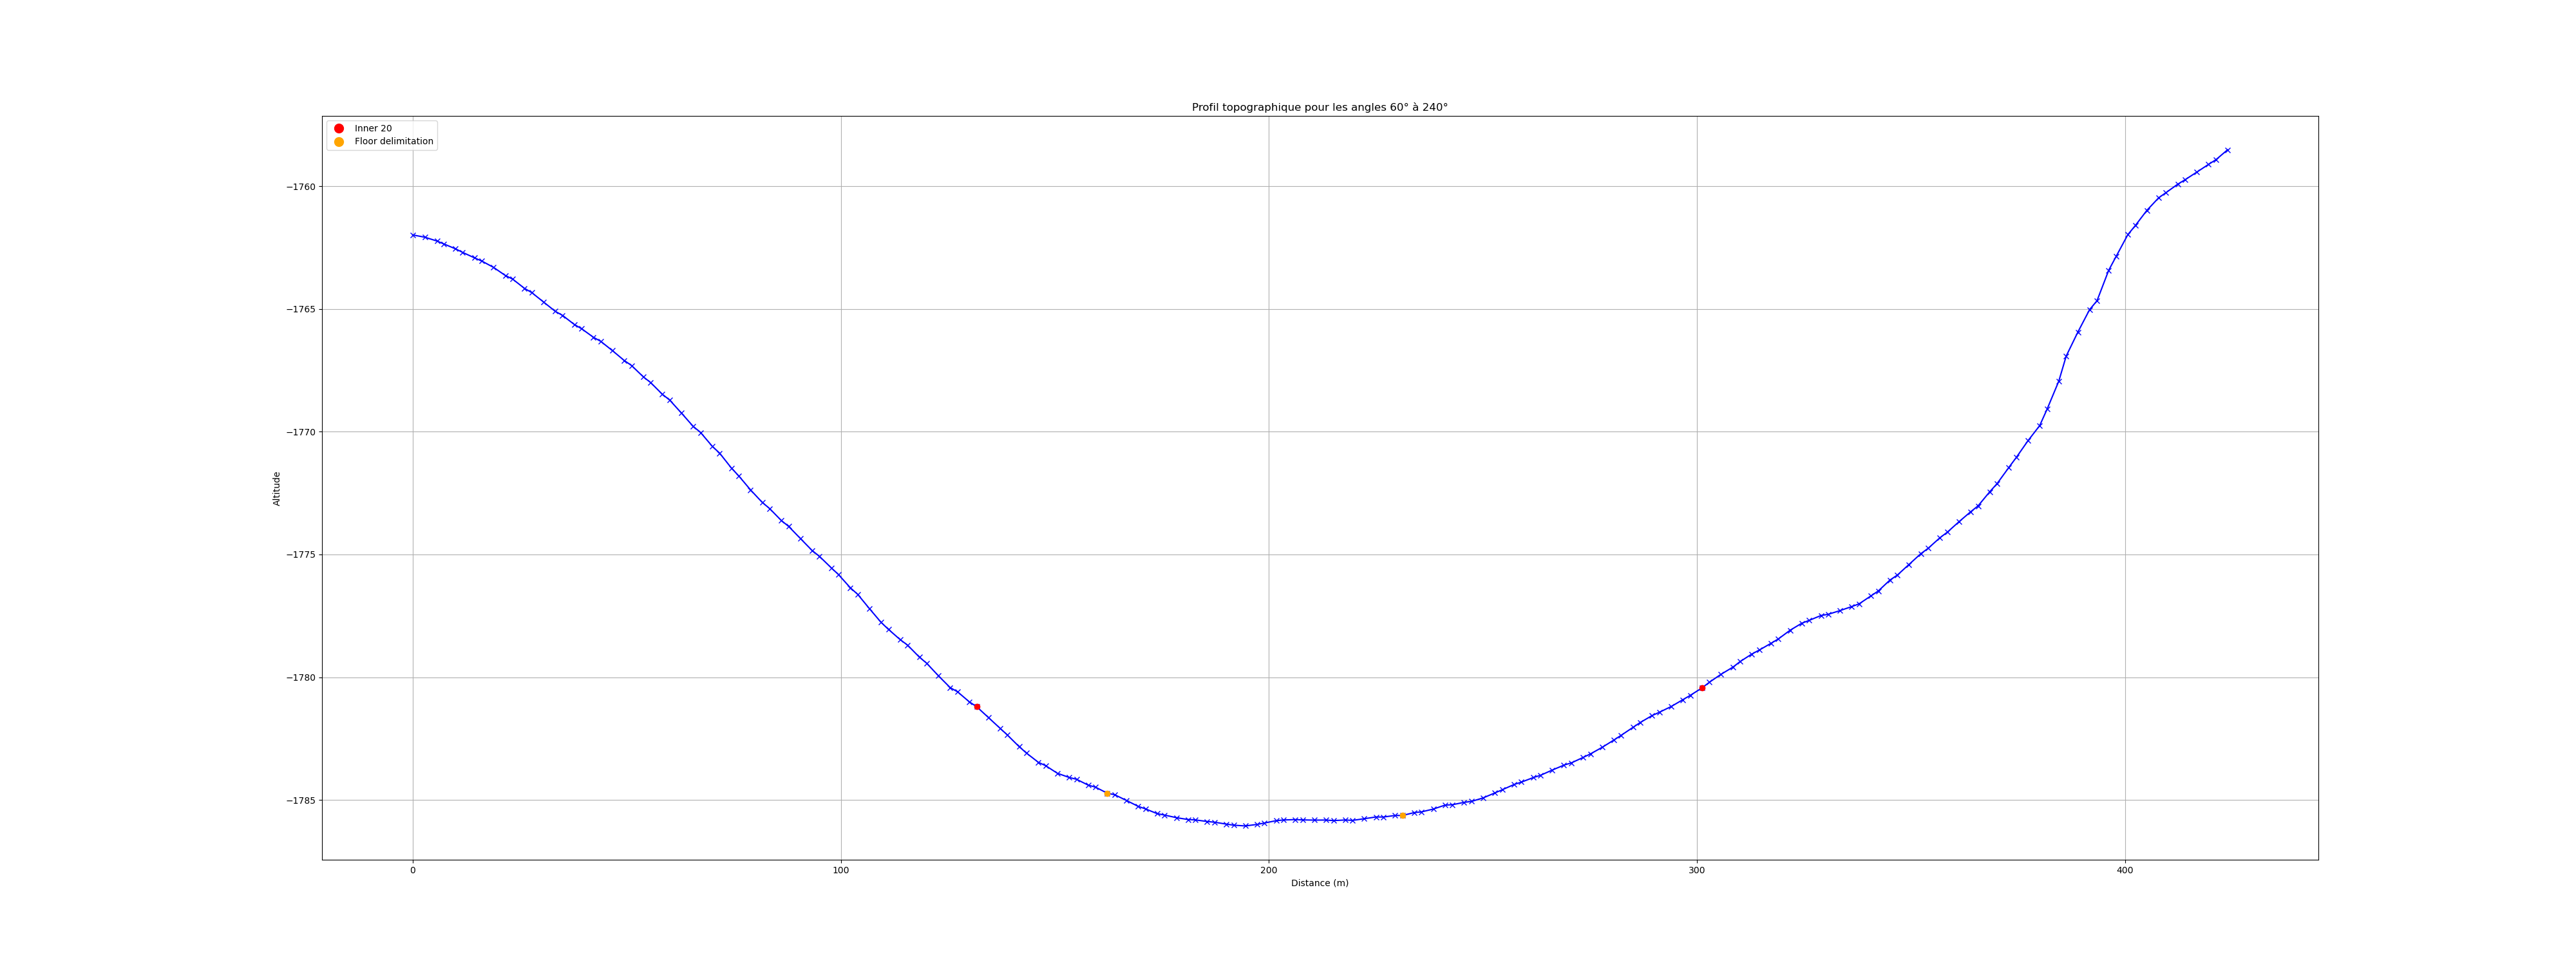 Profil topographique pour les angles 60° à 240°
Inner 20
Floor delimitation
−1760
−1765
−1770
−1775
−1780
−1785
Altitude
0 100 200 300 400
Distance (m)